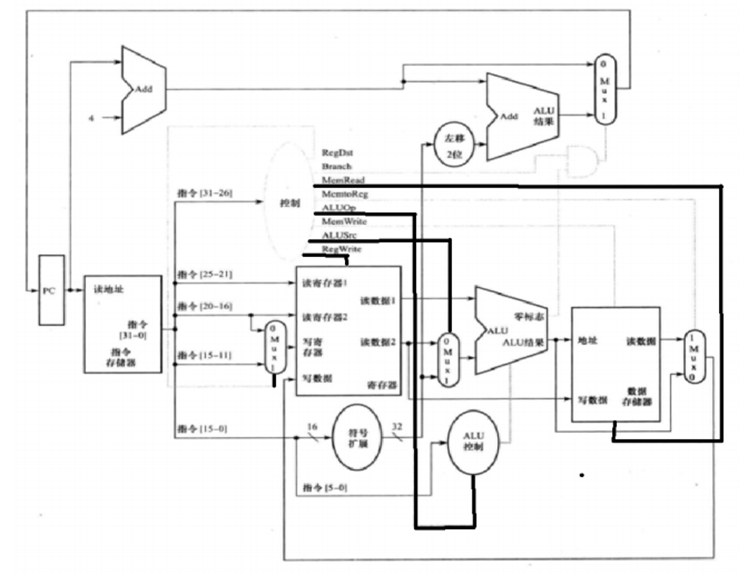 Add
4
0
Mux
1
Add
ALU
结果
左移
2位
RegDst
Branch
MemRead
MemtoReg
ALUOp
MemWrite
ALUSrc
RegWrite
控制
指令 [31-26]
PC
读地址
指令
[31-0]
指令
存储器
指令 [25-21]
指令 [20-16]
指令 [15-11]
0
Mux
1
读寄存器1
读寄存器2
写寄
存器
写数据
读数据1
读数据2
寄存器
0
Mux
1
零标志
ALU
ALU结果
地址
读数据
写数据
数据
存储器
1
Mux
0
指令 [15-0]
16
符号
扩展
32
ALU
控制
指令 [5-0]